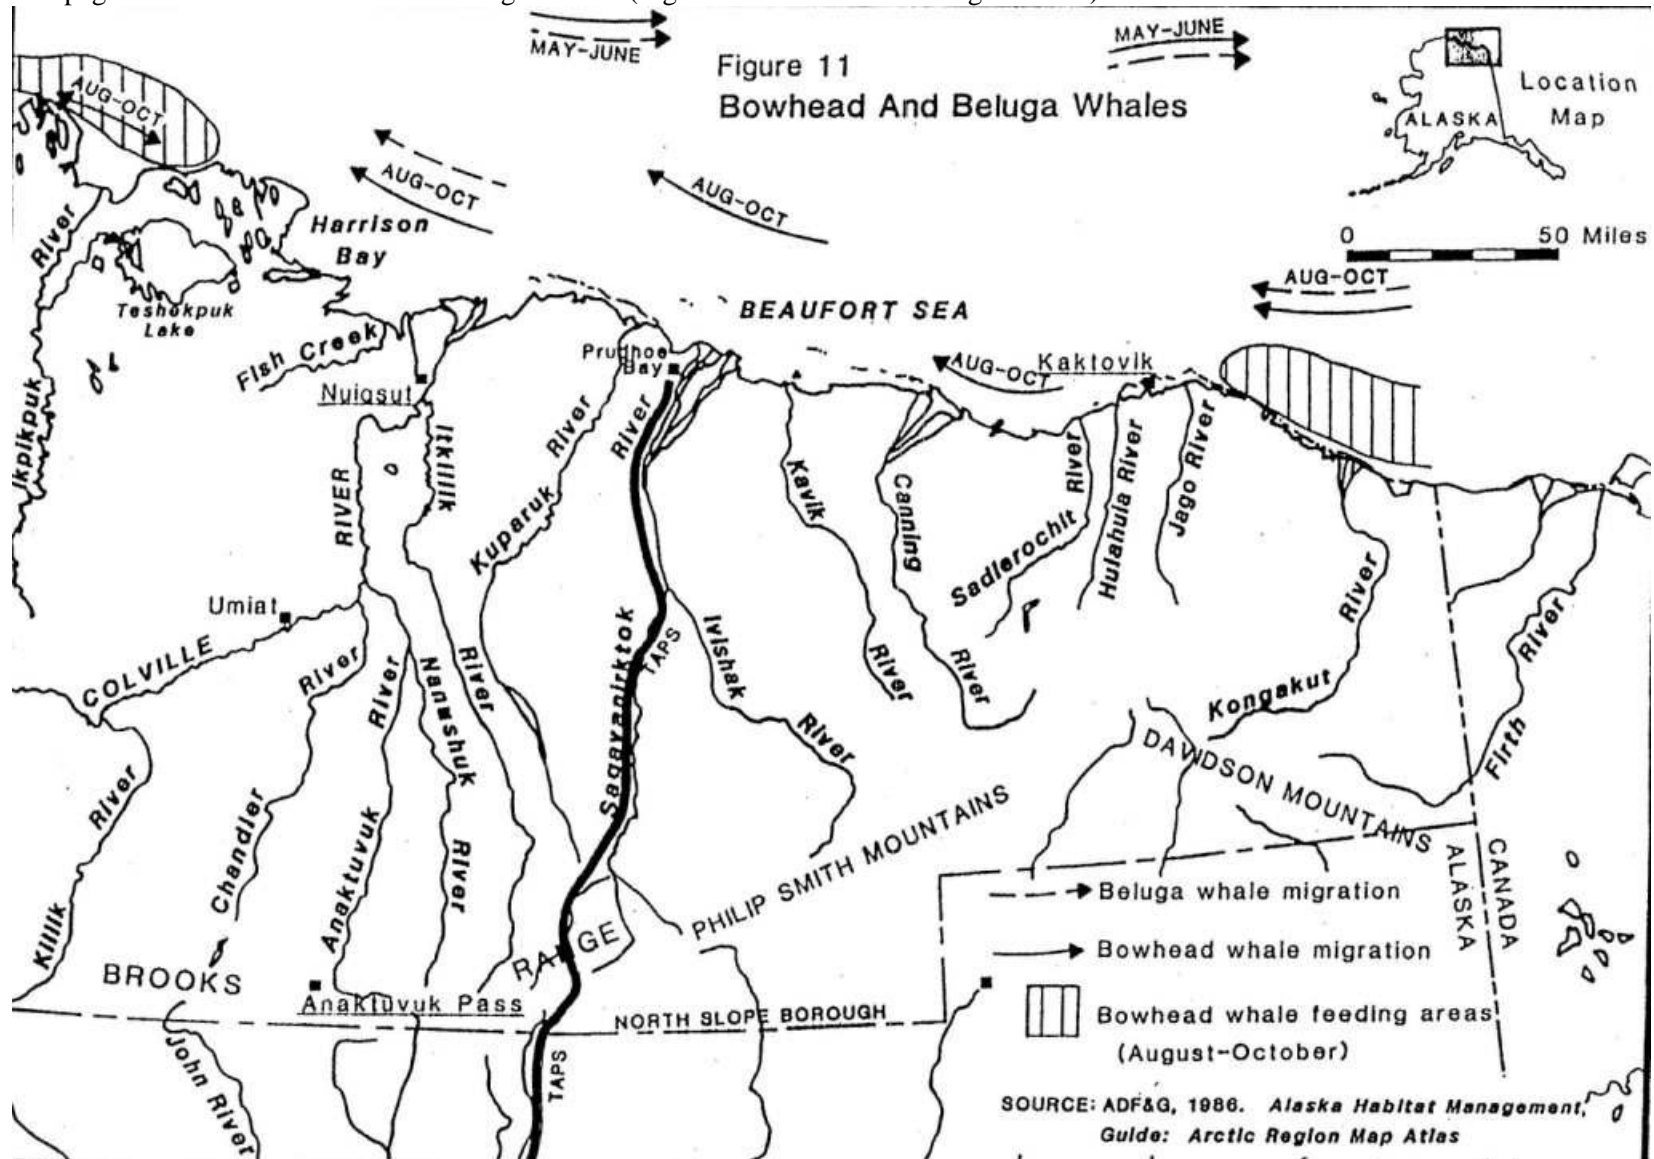 MAY-JUNE
MAY-JUNE
Figure 11
Bowhead And Beluga Whales
Location
Map
ALASKA
AUG-OCT
AUG-OCT
AUG-OCT
0 50 Miles
AUG-OCT
Harrison
Bay
River
Teshekpuk
Lake
BEAUFORT SEA
Fish Creek
Prudhoe
Bay
AUG-OCT
Kaktovik
Nuiqsut
Ikpikpuk
RIVER
Itkillik
River
Kuparuk
River
River
Kavik
River
Canning
River
Sadlerochit
River
Hulahula River
Jago River
River
Kongakut
River
Firth
Umiat
COLVILLE
River
Chandler
River
Anaktuvuk
Nanushuk
River
Sagavanirktok
TAPS
Ivishak
River
River
Killik
DAVIDSON MOUNTAINS
PHILIP SMITH MOUNTAINS
BROOKS
RANGE
Anaktuvuk Pass
NORTH SLOPE BOROUGH
John River
TAPS
ALASKA
CANADA
Beluga whale migration
Bowhead whale migration
Bowhead whale feeding areas
(August-October)
SOURCE: ADF&G, 1986. Alaska Habitat Management
Guide: Arctic Region Map Atlas